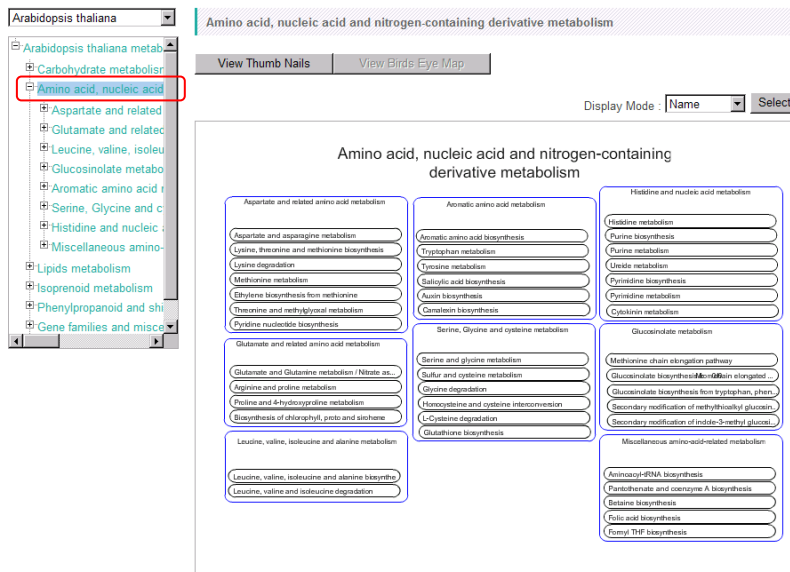 Arabidopsis thaliana
Arabidopsis thaliana metab
Carbohydrate metabolisr
Amino acid, nucleic acid
Aspartate and related
Glutamate and related
Leucine, valine, isoleu
Glucosinolate metabo
Aromatic amino acid r
Serine, Glycine and c
Histidine and nucleic
Miscellaneous amino-
Lipids metabolism
Isoprenoid metabolism
Phenylpropanoid and shi
Gene families and misce
Amino acid, nucleic acid and nitrogen-containing derivative metabolism
View Thumb Nails
View Birds Eye Map
Display Mode : Name Select
Amino acid, nucleic acid and nitrogen-containing
derivative metabolism
Aspartate and related amino acid metabolism
Aspartate and asparagine metabolism
Lysine, threonine and methionine biosynthesis
Lysine degradation
Methionine metabolism
Ethylene biosynthesis from methionine
Threonine and methylglyoxal metabolism
Pyridine nucleotide biosynthesis
Glutamate and related amino acid metabolism
Glutamate and Glutamine metabolism / Nitrate as...
Arginine and proline metabolism
Proline and 4-hydroxyproline metabolism
Biosynthesis of chlorophyll, proto and siroheme
Leucine, valine, isoleucine and alanine metabolism
Leucine, valine, isoleucine and alanine biosynthe
Leucine, valine and isoleucine degradation
Aromatic amino acid metabolism
Aromatic amino acid biosynthesis
Tryptophan metabolism
Tyrosine metabolism
Salicylic acid biosynthesis
Auxin biosynthesis
Camalexin biosynthesis
Serine, Glycine and cysteine metabolism
Serine and glycine metabolism
Sulfur and cysteine metabolism
Glycine degradation
Homocysteine and cysteine interconversion
L-Cysteine degradation
Glutathione biosynthesis
Histidine and nucleic acid metabolism
Histidine metabolism
Purine biosynthesis
Purine metabolism
Ureide metabolism
Pyrimidine biosynthesis
Pyrimidine metabolism
Cytokinin metabolism
Glucosinolate metabolism
Methionine chain elongation pathway
Glucosinolate biosynthesis elongated ...
Glucosinolate biosynthesis from tryptophan, phen...
Secondary modification of methylthioalkyl glucosin...
Secondary modification of indole-3-methyl glucosi...
Miscellaneous amino-acid-related metabolism
Aminoacyl-tRNA biosynthesis
Pantothenate and coenzyme A biosynthesis
Betaine biosynthesis
Folic acid biosynthesis
Formyl THF biosynthesis